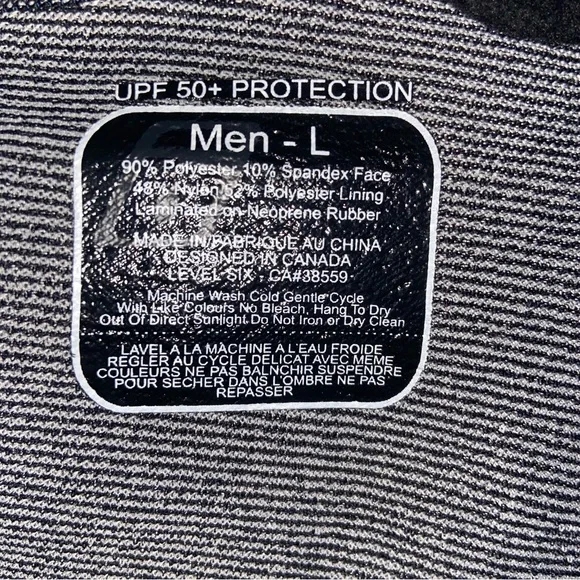 UPF 50+ PROTECTION
Men - L
90% Polyester 10% Spandex Face
48% Nylon 52% Polyester Lining
Laminated on Neoprene Rubber
MADE IN/FABRIQUE AU CHINA
DESIGNED IN CANADA
LEVEL SIX - CA#38559
Machine Wash Cold Gentle Cycle
With Like Colours No Bleach, Hang To Dry
Out Of Direct Sunlight Do Not Iron or Dry Clean
LAVEL A LA MACHINE A L'EAU FROIDE
REGLER AU CYCLE DELICAT AVEC MEME
COULEURS NE PAS BALNCHIR SUSPENDRE
POUR SECHER DANS L'OMBRE NE PAS
REPASSER